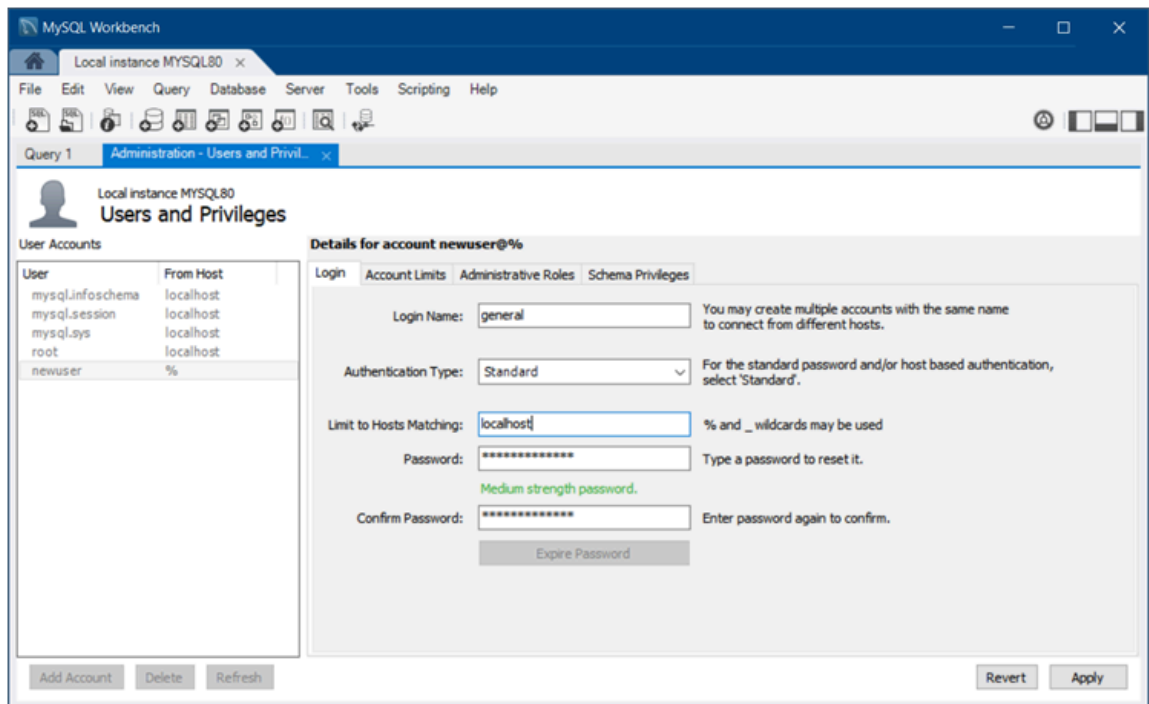 MySQL Workbench
Local instance MYSQL80
File Edit View Query Database Server Tools Scripting Help
Query 1
Administration - Users and Privil...
Local instance MYSQL80
Users and Privileges
User Accounts
User From Host
mysql.infoschema localhost
mysql.session localhost
mysql.sys localhost
root localhost
newuser %
Add Account Delete Refresh
Details for account newuser@%
Login Account Limits Administrative Roles Schema Privileges
Login Name: general
You may create multiple accounts with the same name
to connect from different hosts.
Authentication Type: Standard
For the standard password and/or host based authentication,
select 'Standard'.
Limit to Hosts Matching: localhost
% and _ wildcards may be used
Password: *************
Type a password to reset it.
Medium strength password.
Confirm Password: *************
Enter password again to confirm.
Expire Password
Revert Apply